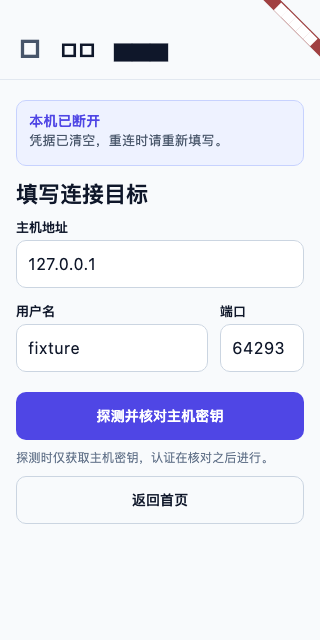 本机已断开
凭据已清空，重连时请重新填写。
填写连接目标
主机地址
127.0.0.1
用户名
端口
fixture
64293
探测并核对主机密钥
探测时仅获取主机密钥，认证在核对之后进行。
返回首页